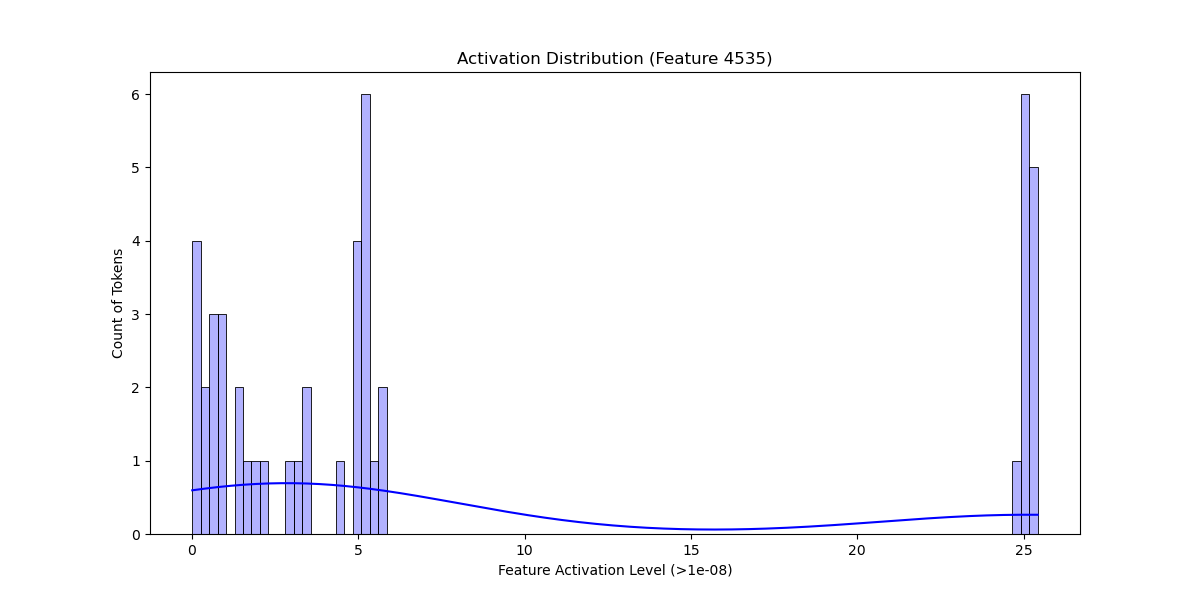 Activation Distribution (Feature 4535)
6
5
4
3
2
1
0
Count of Tokens
0 5 10 15 20 25
Feature Activation Level (>1e-08)